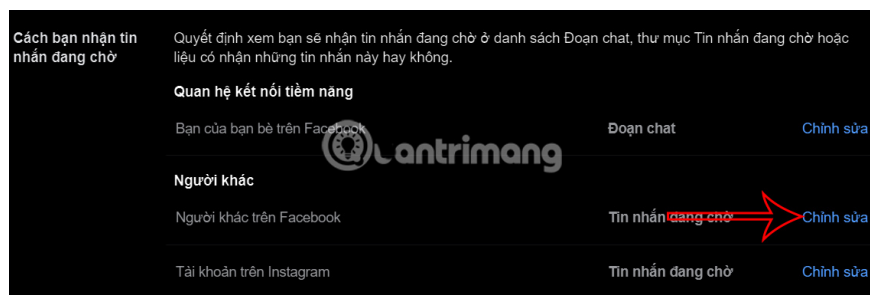 Cách bạn nhận tin
nhắn đang chờ
Quyết định xem bạn sẽ nhận tin nhắn đang chờ ở danh sách Đoạn chat, thư mục Tin nhắn đang chờ hoặc
liệu có nhận những tin nhắn này hay không.
Quan hệ kết nối tiềm năng
Bạn của bạn bè trên Facebook
Đoạn chat
Chỉnh sửa
Quantrimang
Người khác
Người khác trên Facebook
Tin nhắn đang chờ
Chỉnh sửa
Tài khoản trên Instagram
Tin nhắn đang chờ
Chỉnh sửa